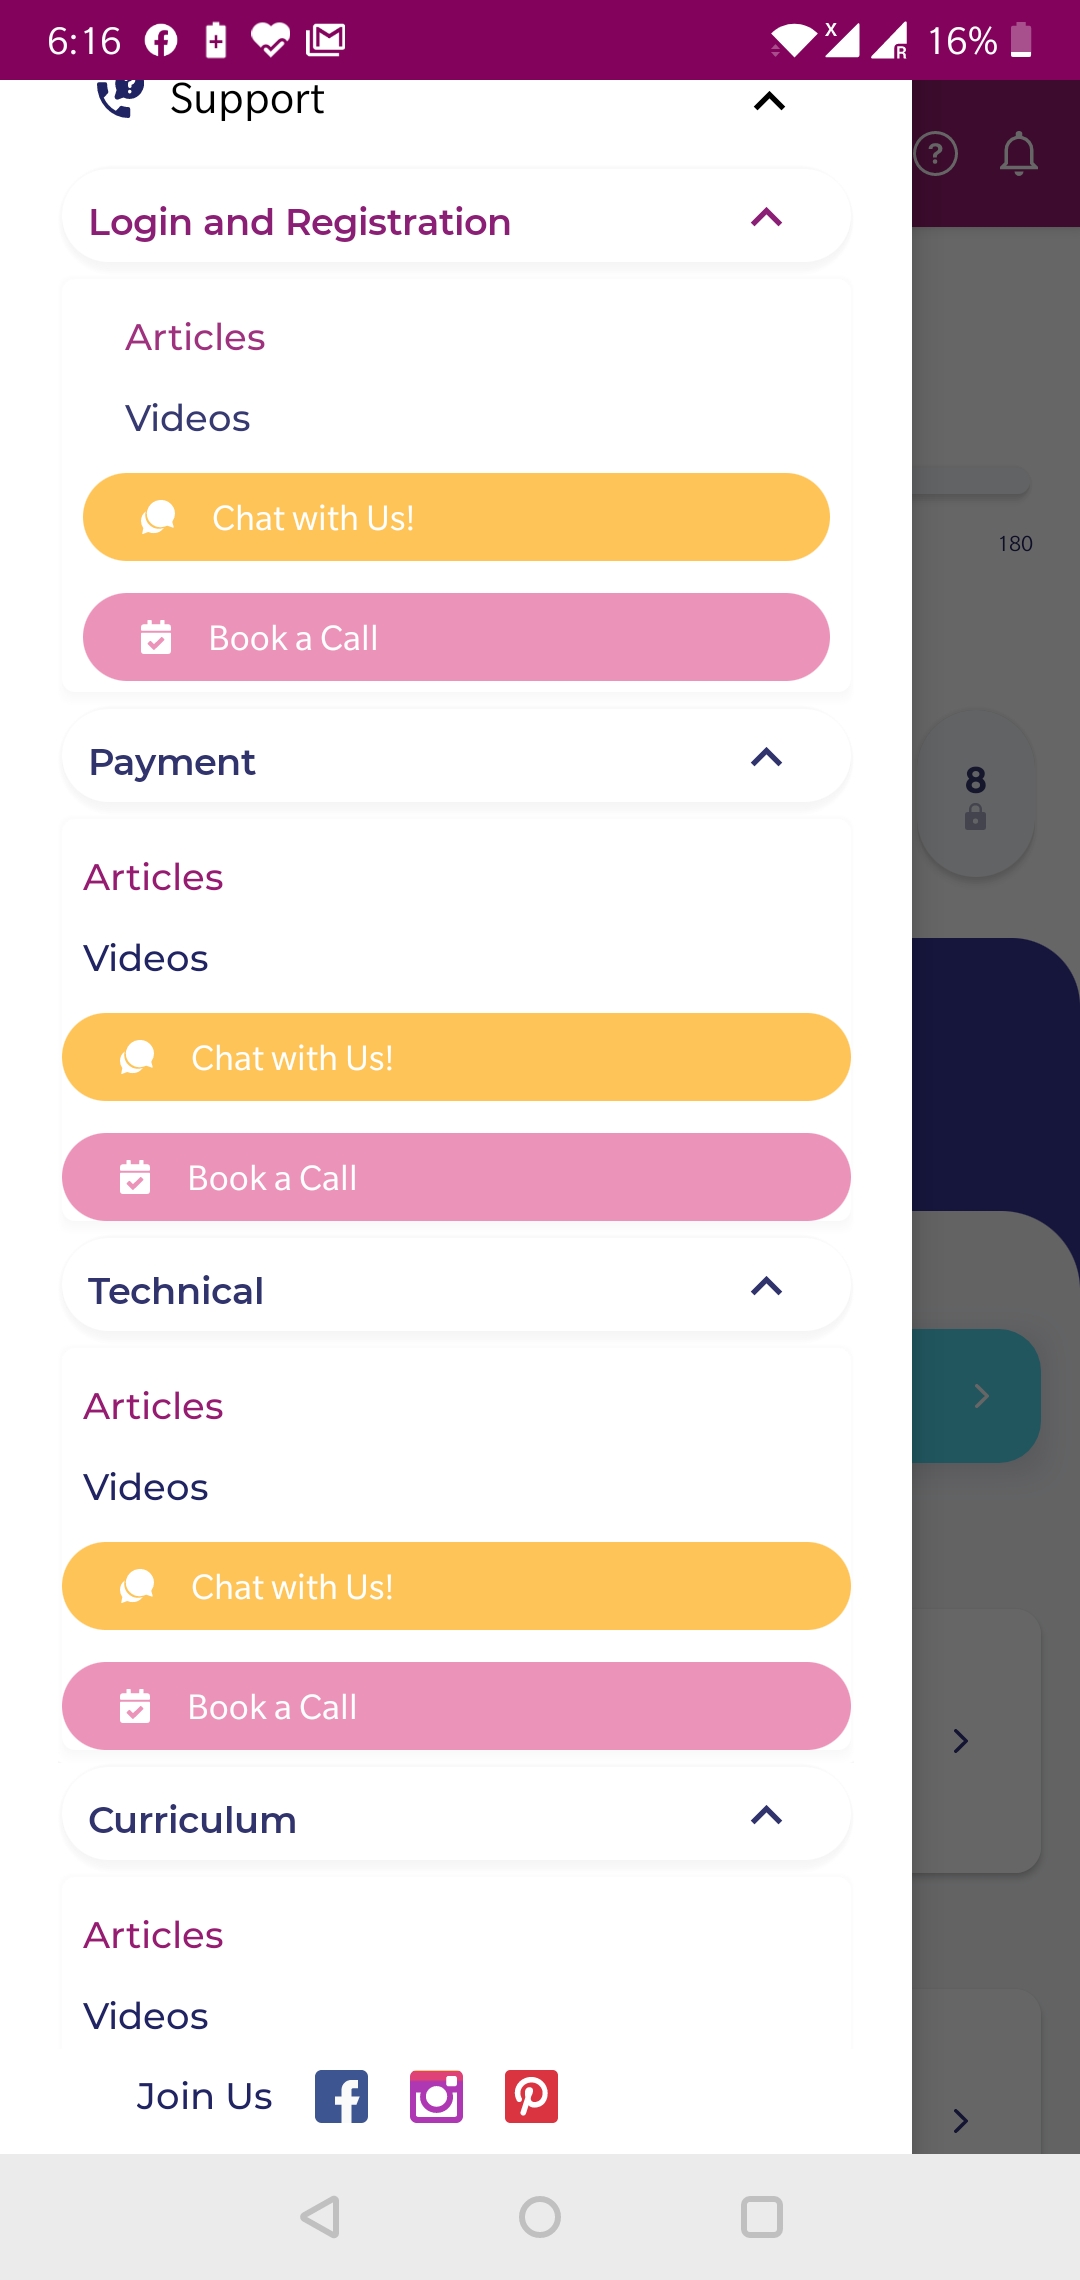 6:16 16%
Support
Login and Registration
Articles
Videos
Chat with Us!
180
Book a Call
Payment
8
Articles
Videos
Chat with Us!
Book a Call
Technical
Articles
Videos
Chat with Us!
Book a Call
Curriculum
Articles
Videos
Join Us